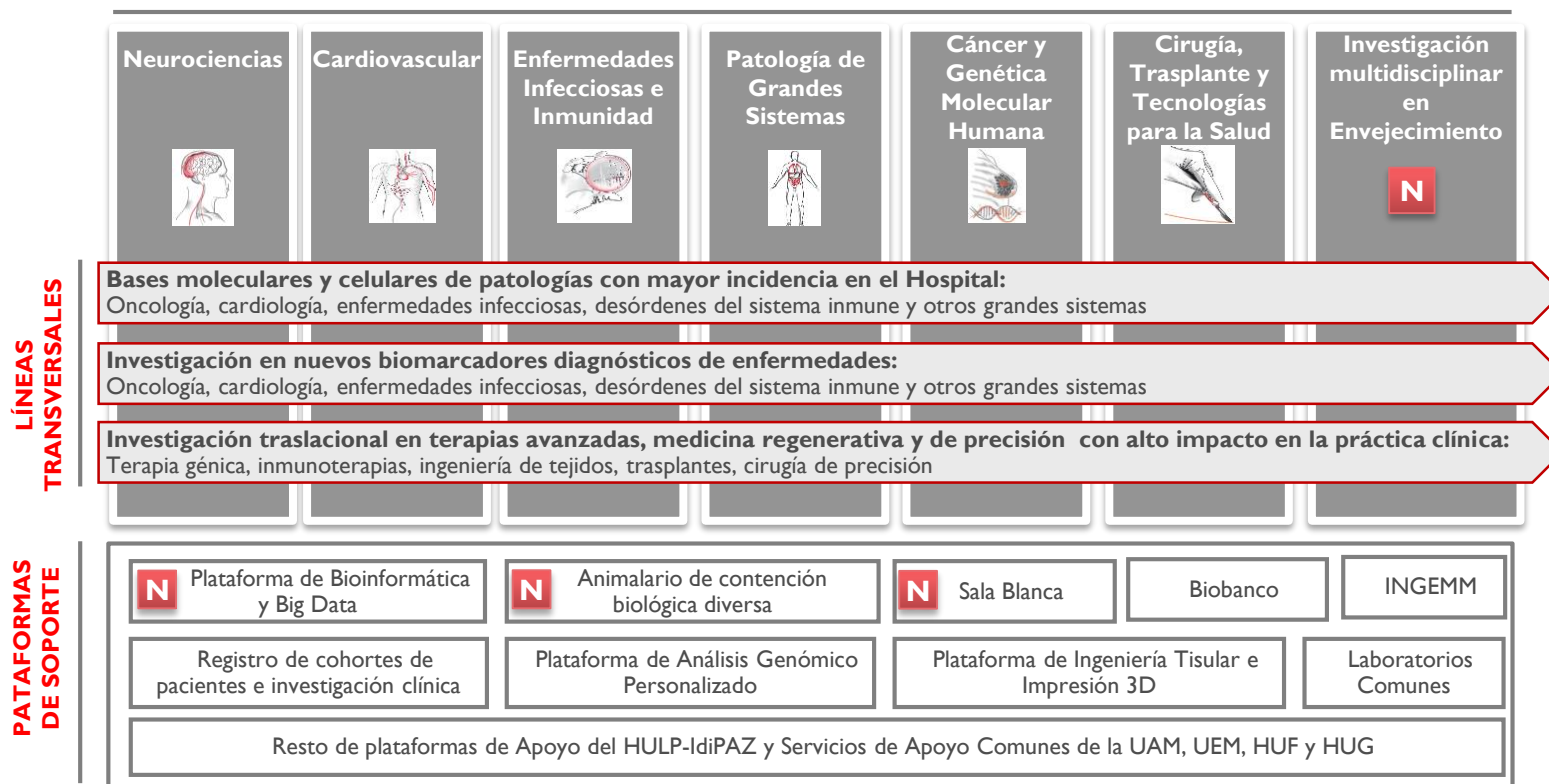 Neurociencias
Cardiovascular
Enfermedades
Infecciosas e
Inmunidad
Patología de
Grandes
Sistemas
Cáncer y
Genética
Molecular
Humana
Cirugía,
Trasplante y
Tecnologías
para la Salud
Investigación
multidisciplinar
en
Envejecimiento
N
LÍNEAS
TRANSVERSALES
Bases moleculares y celulares de patologías con mayor incidencia en el Hospital:
Oncología, cardiología, enfermedades infecciosas, desórdenes del sistema inmune y otros grandes sistemas
Investigación en nuevos biomarcadores diagnósticos de enfermedades:
Oncología, cardiología, enfermedades infecciosas, desórdenes del sistema inmune y otros grandes sistemas
Investigación traslacional en terapias avanzadas, medicina regenerativa y de precisión con alto impacto en la práctica clínica:
Terapia génica, inmunoterapias, ingeniería de tejidos, trasplantes, cirugía de precisión
PATAFORMAS
DE SOPORTE
N
Plataforma de Bioinformática
y Big Data
N
Animalario de contención
biológica diversa
N
Sala Blanca
Biobanco
INGEMM
Registro de cohortes de
pacientes e investigación clínica
Plataforma de Análisis Genómico
Personalizado
Plataforma de Ingeniería Tisular e
Impresión 3D
Laboratorios
Comunes
Resto de plataformas de Apoyo del HULP-IdiPAZ y Servicios de Apoyo Comunes de la UAM, UEM, HUF y HUG